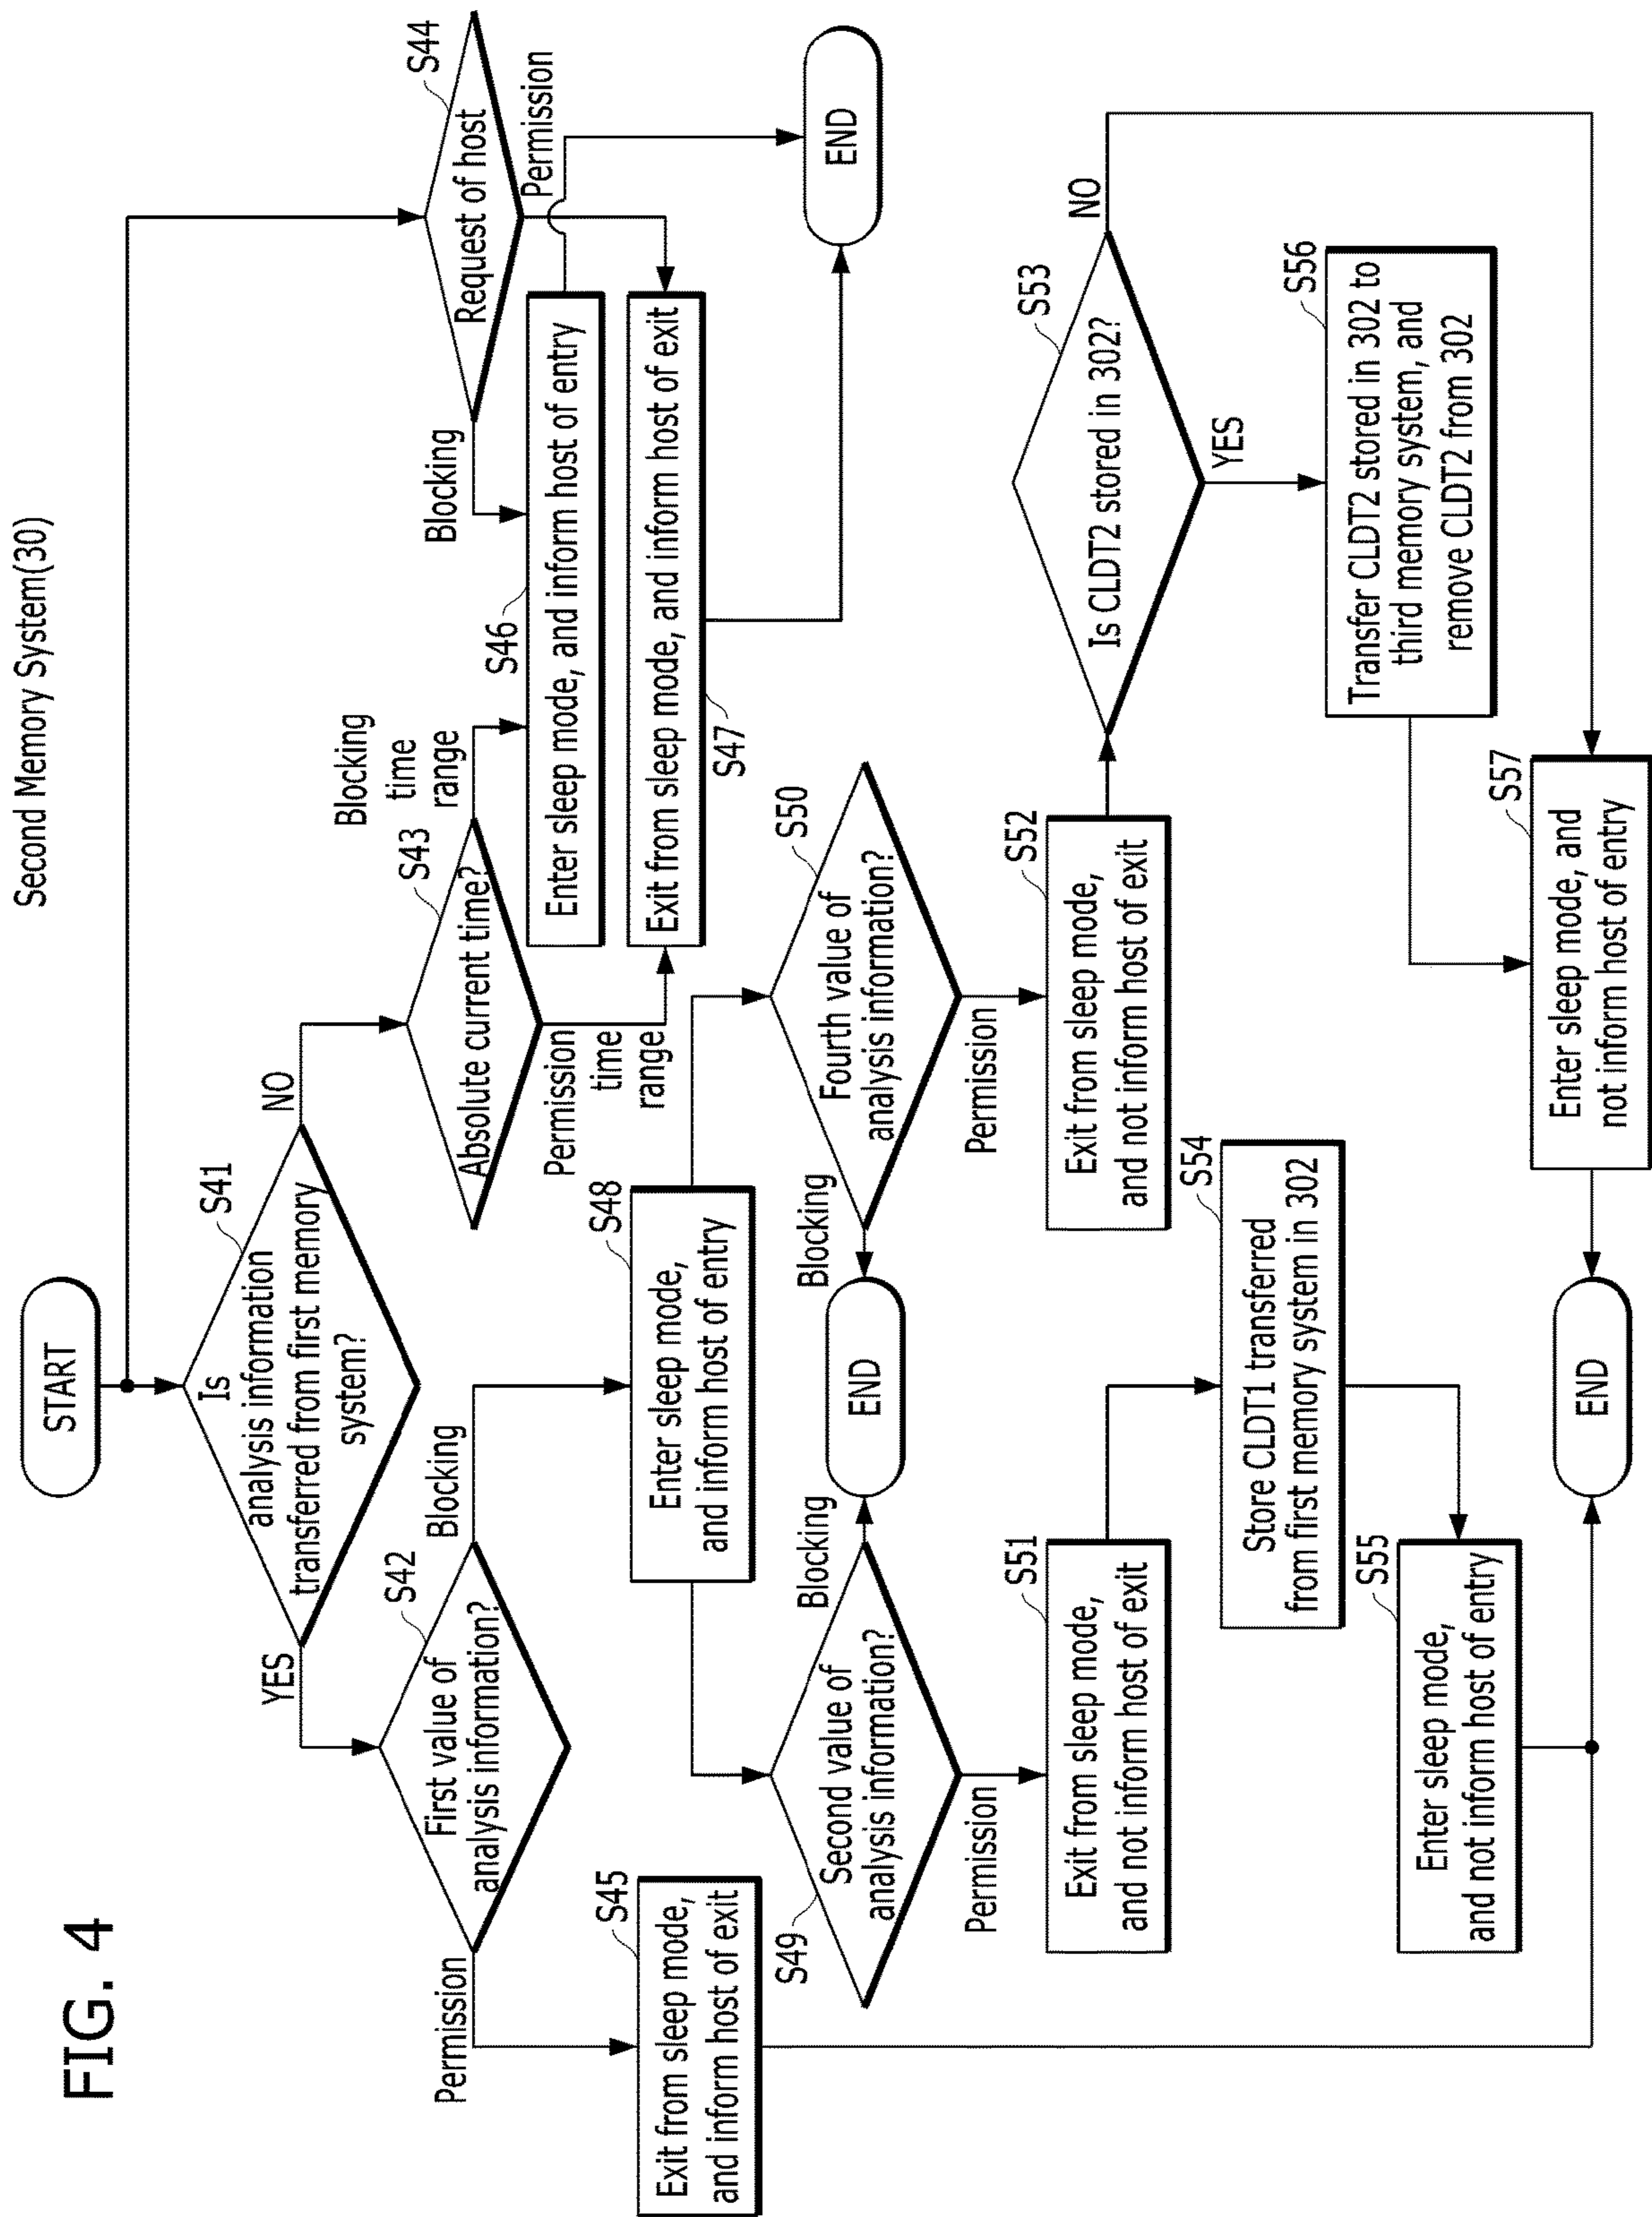 FIG. 4
Second Memory System(30)
START
S41
Is
analysis information
transferred from first memory
system?
YES
NO
S42
First value of
analysis information?
Permission
Blocking
S43
Absolute current time?
Blocking
time
range
Permission
time
range
S44
Request of host
Blocking
Permission
S45
Exit from sleep mode,
and inform host of exit
S46
Enter sleep mode, and inform host of entry
S47
Exit from sleep mode, and inform host of exit
END
S48
Enter sleep mode,
and inform host of entry
S49
Second value of
analysis information?
Blocking
Permission
END
S50
Fourth value of
analysis information?
Blocking
Permission
S51
Exit from sleep mode,
and not inform host of exit
S52
Exit from sleep mode,
and not inform host of exit
S53
Is CLDT2 stored in 302?
NO
YES
S54
Store CLDT1 transferred
from first memory system in 302
S55
Enter sleep mode,
and not inform host of entry
S56
Transfer CLDT2 stored in 302 to
third memory system, and
remove CLDT2 from 302
S57
Enter sleep mode, and
not inform host of entry
END